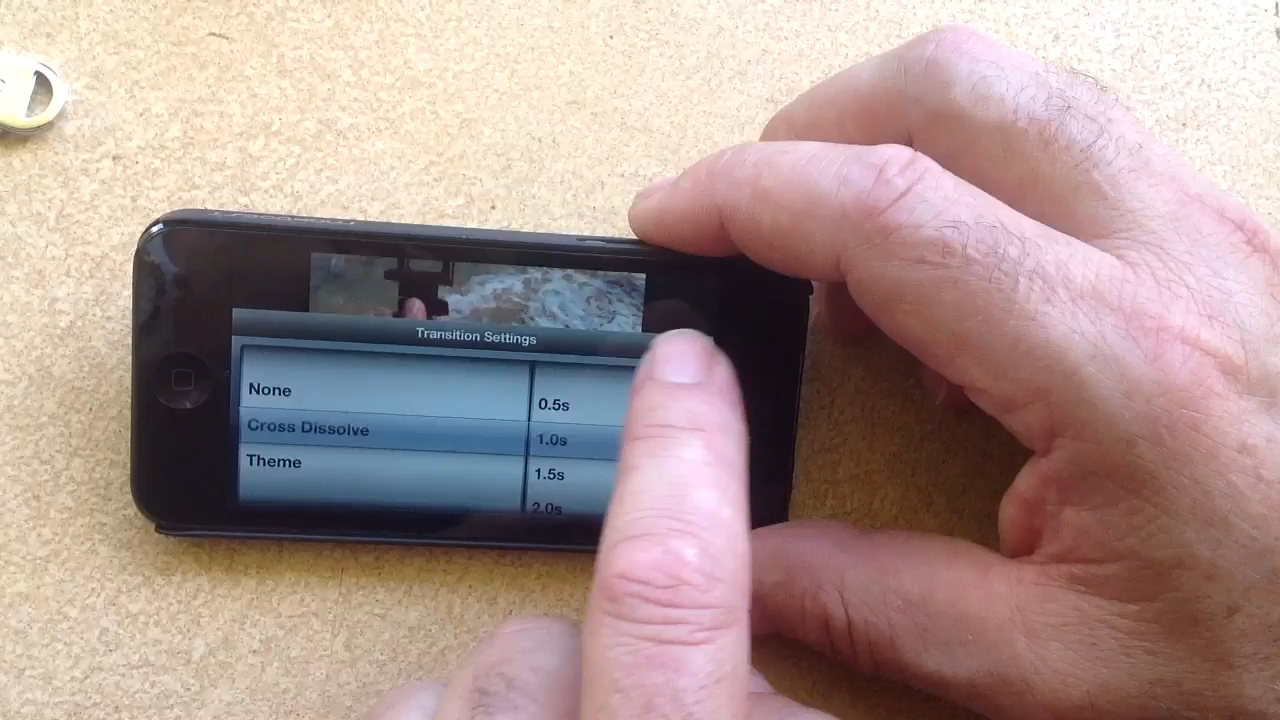 Transition Settings
None
Cross Dissolve
Theme
0.5s
1.0s
1.5s
2.0s